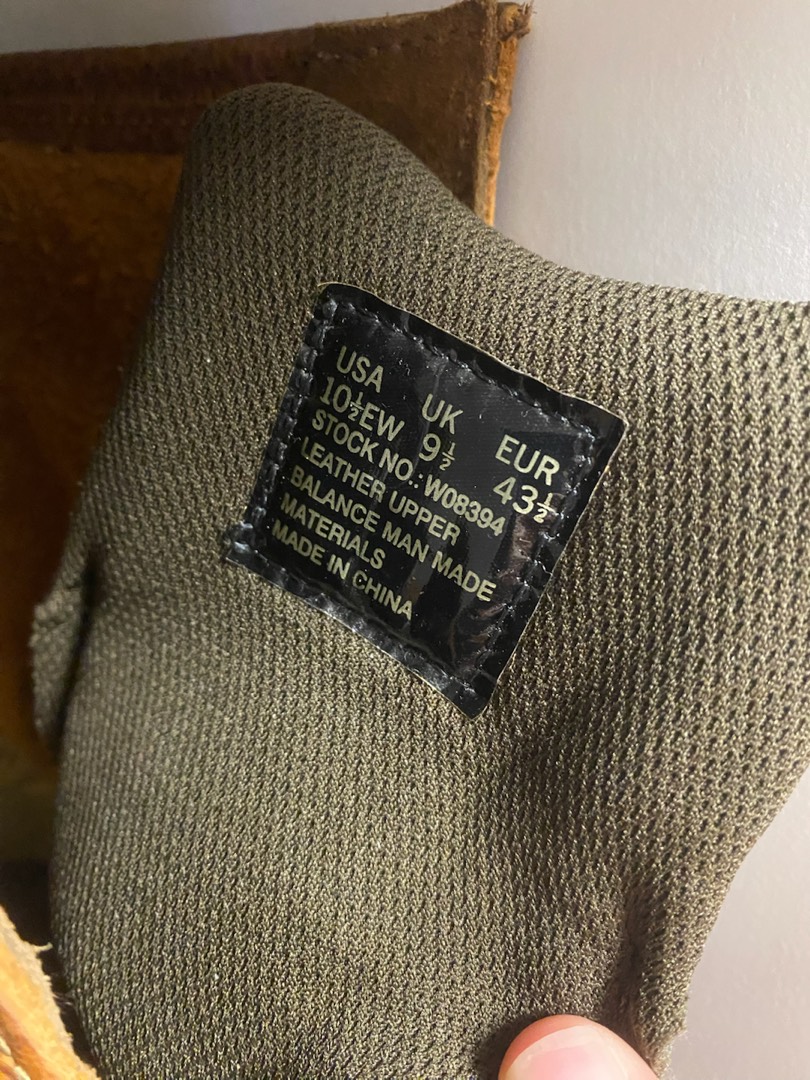 USA UK EUR
10½EW 9½ 43½
STOCK NO.: W08394
LEATHER UPPER
BALANCE MAN MADE
MATERIALS
MADE IN CHINA